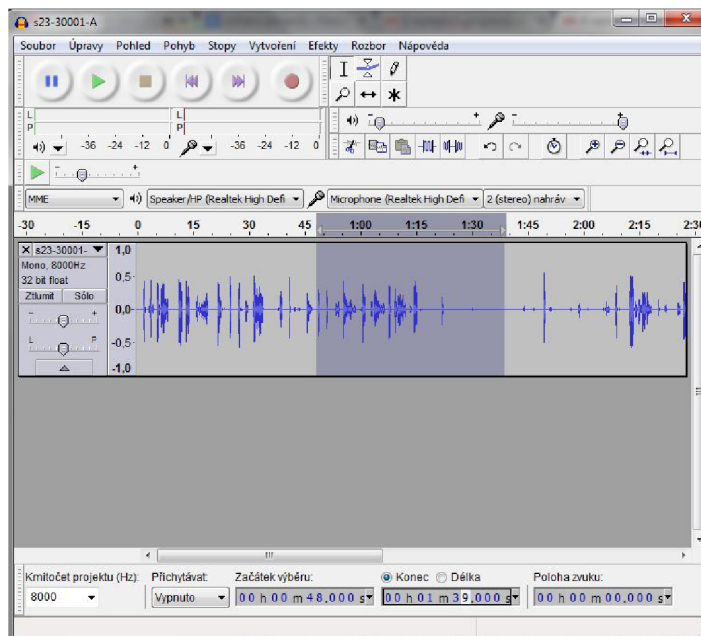 s23-30001-A
Soubor Úpravy Pohled Pohyb Stopy Vytvoření Efekty Rozbor Nápověda
L L
P P
-36 -24 -12 0 -36 -24 -12 0
MME Speaker/HP (Realtek High Defi Microphone (Realtek High Defi 2 (stereo) nahráv
-30 -15 0 15 30 45 1:00 1:15 1:30 1:45 2:00 2:15 2:3
s23-30001-
Mono, 8000Hz
32 bit float
Ztlumit Sólo
- +
L P
1,0
0,5
0,0
-0,5
-1,0
Kmitočet projektu (Hz): Přichytávat: Začátek výběru: Konec Délka Poloha zvuku:
8000 Vypnuto 00 h 00 m 48.000 s 00 h 01 m 39.000 s 00 h 00 m 00.000 s